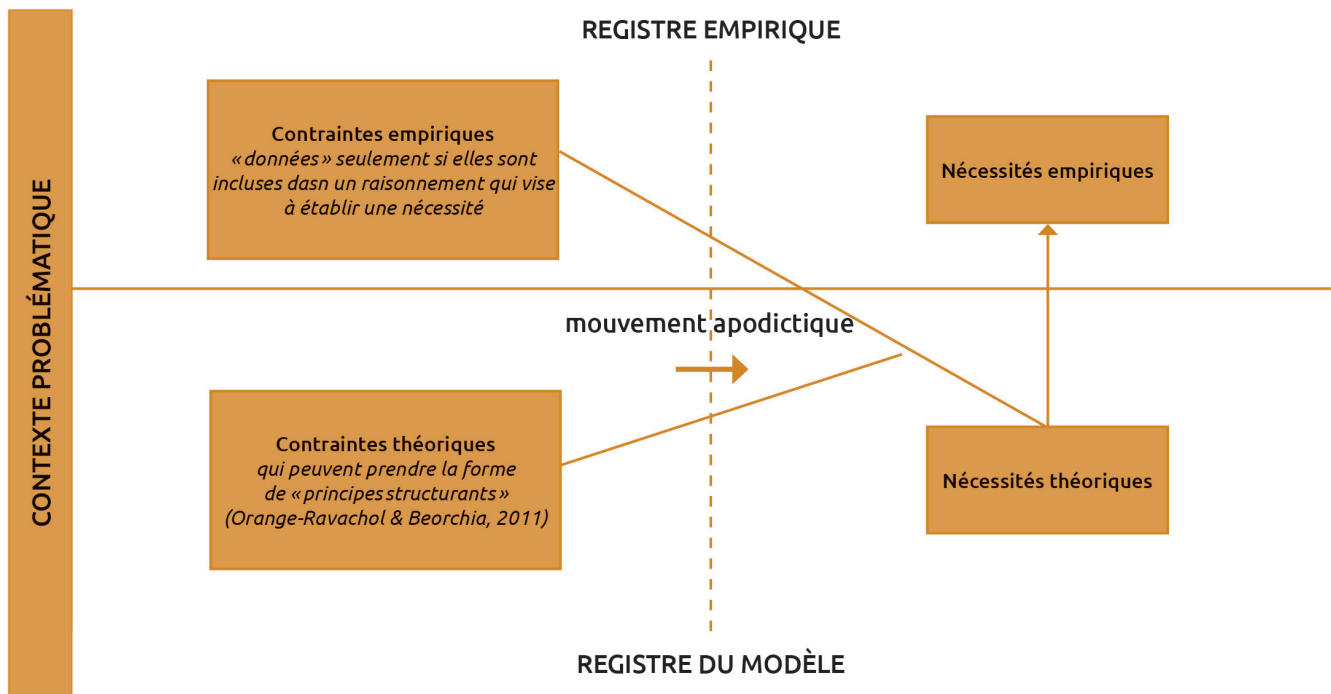 CONTEXTE PROBLÉMATIQUE
REGISTRE EMPIRIQUE
Contraintes empiriques
« données » seulement si elles sont
incluses dasn un raisonnement qui vise
à établir une nécessité
Nécessités empiriques
mouvement apodictique
Contraintes théoriques
qui peuvent prendre la forme
de « principes structurants »
(Orange-Ravachol & Beorchia, 2011)
Nécessités théoriques
REGISTRE DU MODÈLE